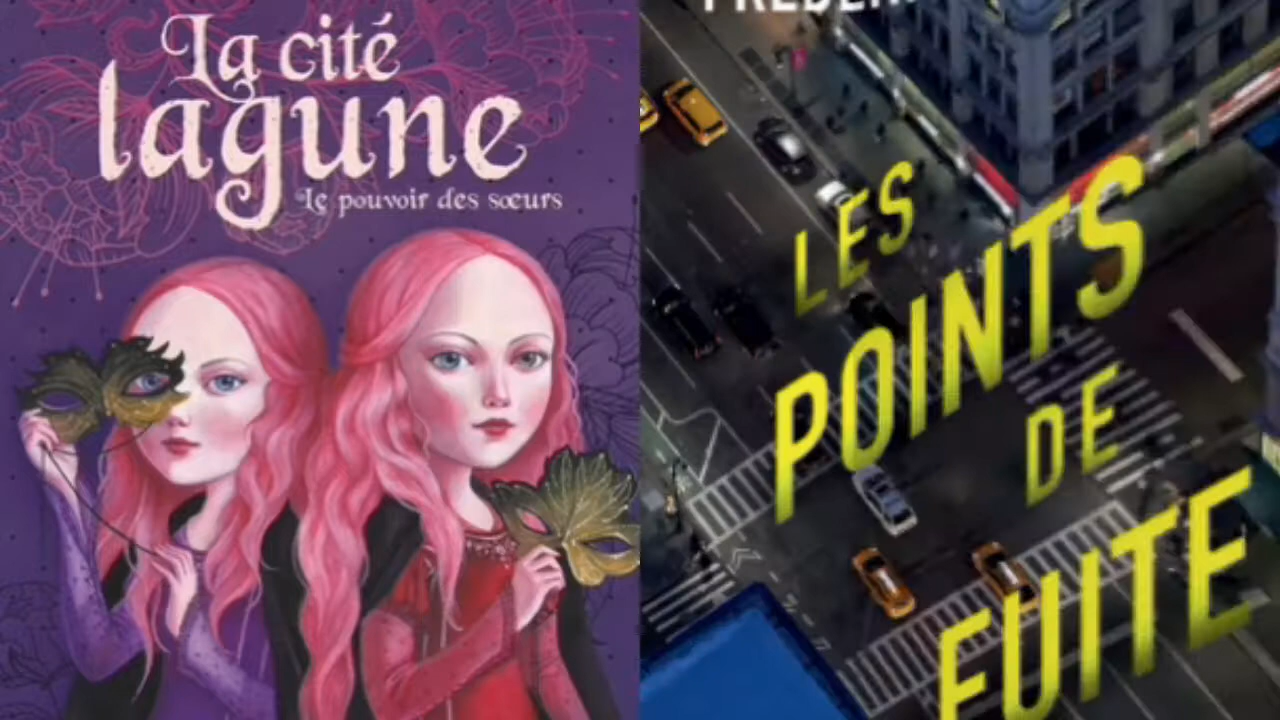 La cité
lagune
Le pouvoir des sœurs
LES
POINTS
DE
FUITE